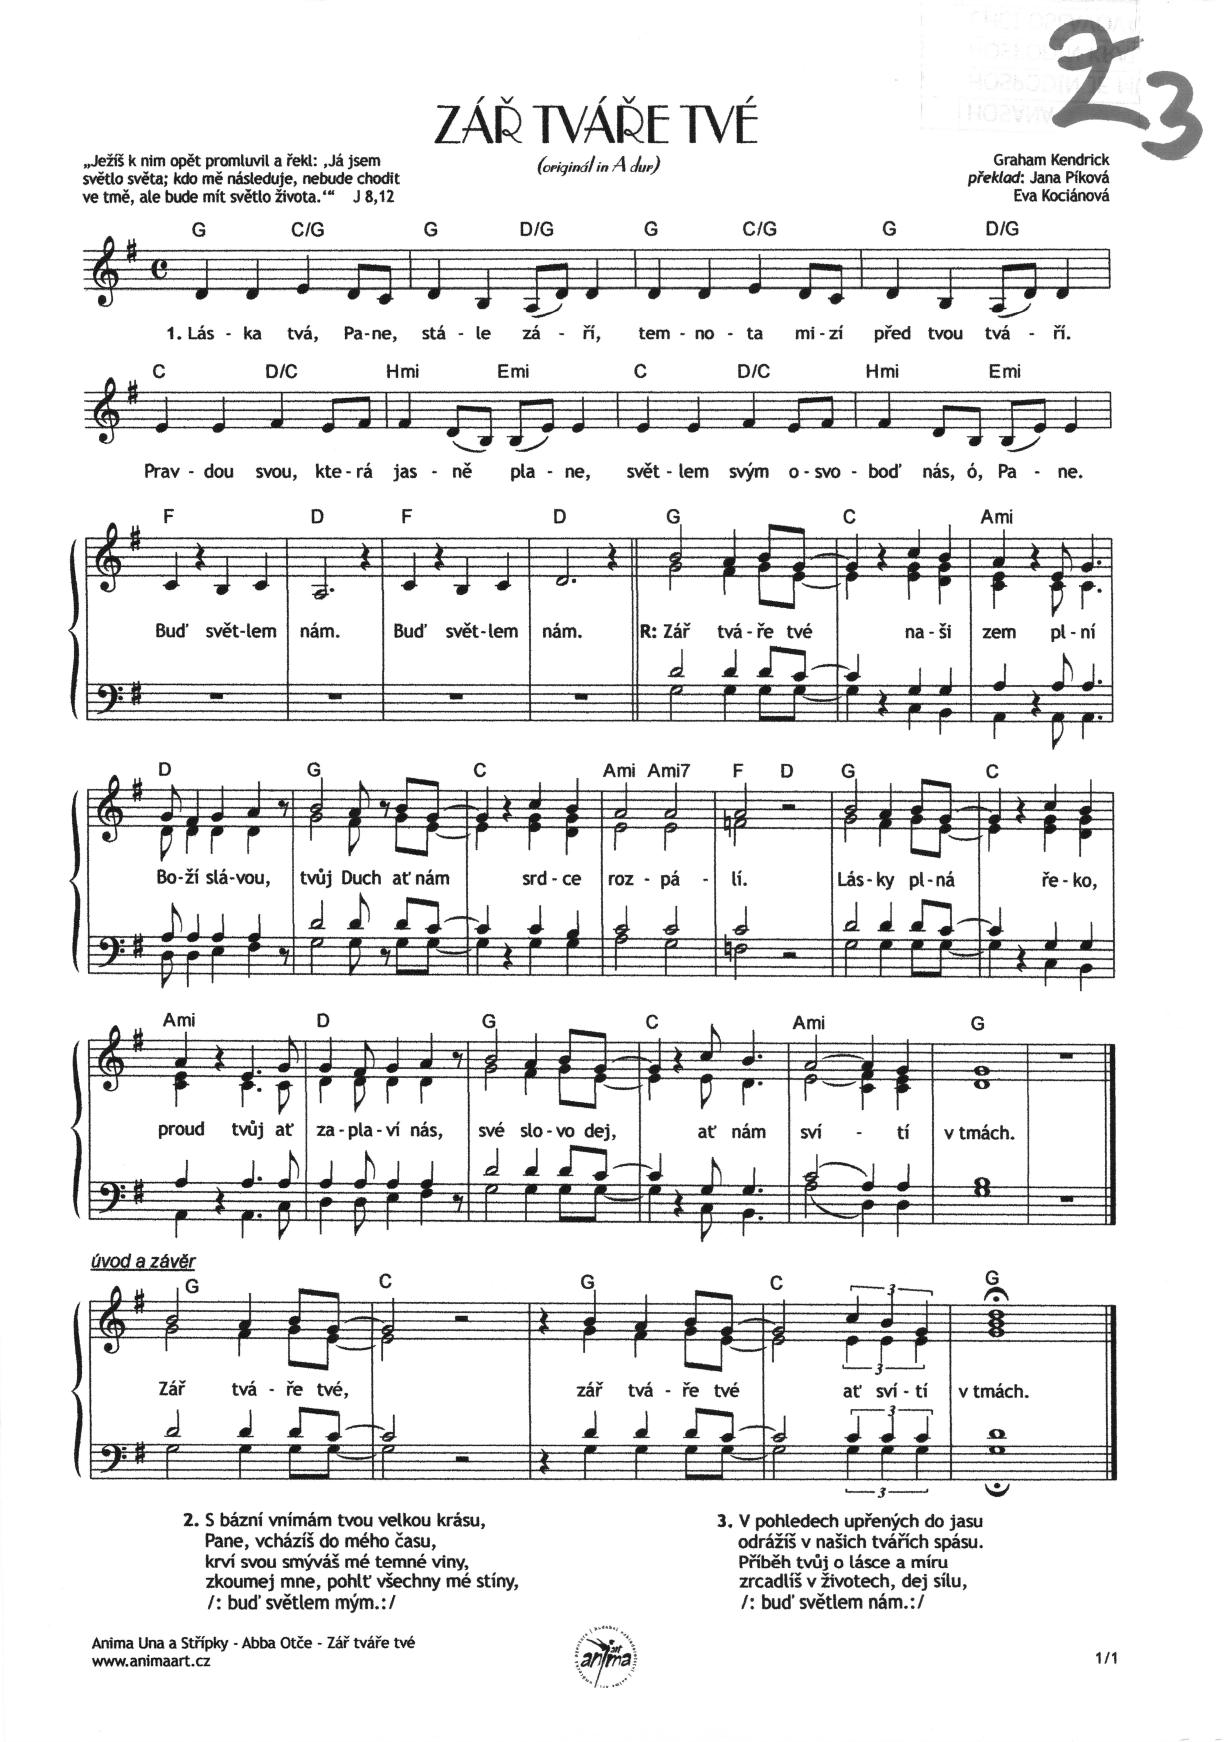 23
ZÁŘ TVÁŘE TVÉ
(originál in A dur)
„Ježíš k nim opět promluvil a řekl: ‚Já jsem
světlo světa; kdo mě následuje, nebude chodit
ve tmě, ale bude mít světlo života.‘“ J 8,12
Graham Kendrick
překlad: Jana Píková
Eva Kociánová
G C/G G D/G G C/G G D/G
1. Lás - ka tvá, Pa-ne, stá - le zá - ří, tem - no - ta mi - zí před tvou tvá - ří.
C D/C Hmi Emi C D/C Hmi Emi
Prav - dou svou, kte - rá jas - ně pla - ne, svět - lem svým o - svo - boď nás, ó, Pa - ne.
F D F D G C Ami
Buď svět-lem nám. Buď svět-lem nám. R: Zář tvá - ře tvé na - ši zem pl - ní
D G C Ami Ami7 F D G C
Bo-ží slá-vou, tvůj Duch ať nám srd - ce roz - pá - lí. Lás - ky pl - ná ře - ko,
Ami D G C Ami G
proud tvůj ať za - pla - ví nás, své slo - vo dej, ať nám sví - tí v tmách.
úvod a závěr
G C G C 3 G
3
Zář tvá - ře tvé, zář tvá - ře tvé ať sví - tí v tmách.
3
3
2. S bázní vnímám tvou velkou krásu,
Pane, vcházíš do mého času,
krví svou smýváš mé temné viny,
zkoumej mne, pohlť všechny mé stíny,
/: buď světlem mým.:/
3. V pohledech upřených do jasu
odrážíš v našich tvářích spásu.
Příběh tvůj o lásce a míru
zrcadlíš v životech, dej sílu,
/: buď světlem nám.:/
Anima Una a Střípky - Abba Otče - Zář tváře tvé
www.animaart.cz
art
anima
1/1